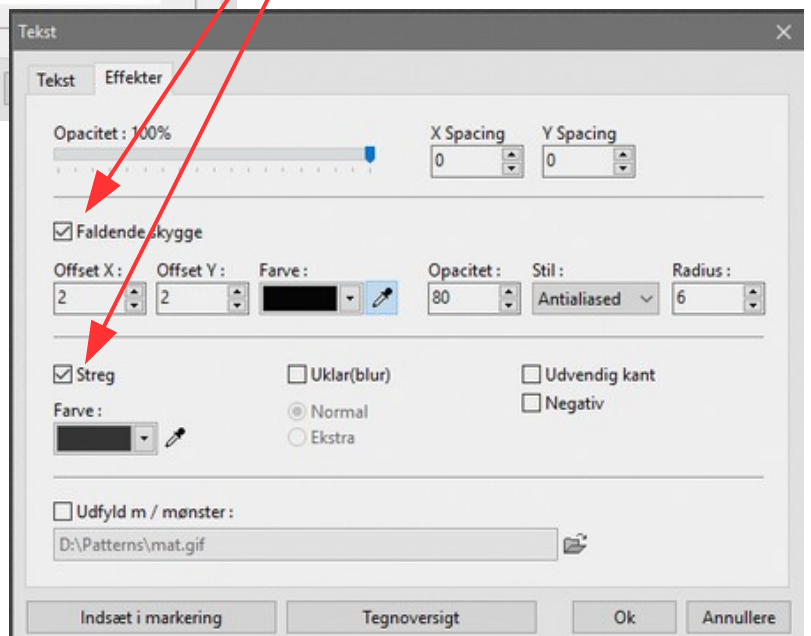 Tekst
Tekst Effekter
Opacitet : 100% X Spacing Y Spacing
0 0
Faldende skygge
Offset X : Offset Y : Farve : Opacitet : Stil : Radius :
2 2 80 Antialiased 6
Streg Uklar(blur) Udvendig kant
Farve : Normal Negativ
Ekstra
Udfyld m / mønster :
D:\Patterns\mat.gif
Indsæt i markering Tegnoversigt Ok Annullere